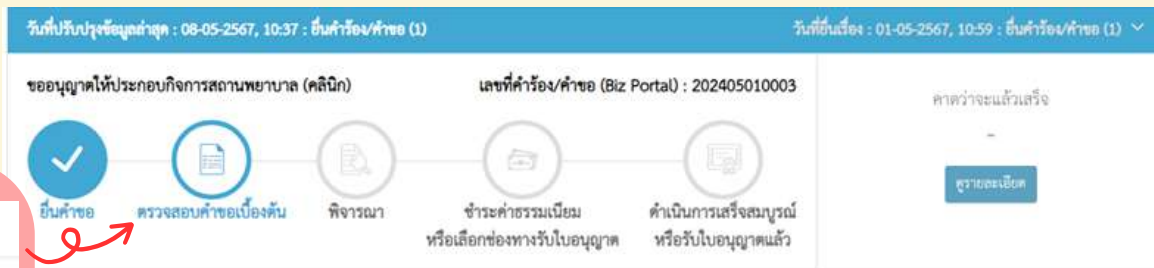 วันที่ปรับปรุงข้อมูลล่าสุด : 08-05-2567, 10:37 : ยื่นคำร้อง/คำขอ (1)
วันที่ยื่นเรื่อง : 01-05-2567, 10:59 : ยื่นคำร้อง/คำขอ (1)
ขออนุญาตให้ประกอบกิจการสถานพยาบาล (คลินิก)
เลขที่คำร้อง/คำขอ (Biz Portal) : 202405010003
คาดว่าจะแล้วเสร็จ
-
ดูรายละเอียด
ยื่นคำขอ
ตรวจสอบคำขอเบื้องต้น
พิจารณา
ชำระค่าธรรมเนียม
หรือเลือกช่องทางรับใบอนุญาต
ดำเนินการเสร็จสมบูรณ์
หรือรับใบอนุญาตแล้ว